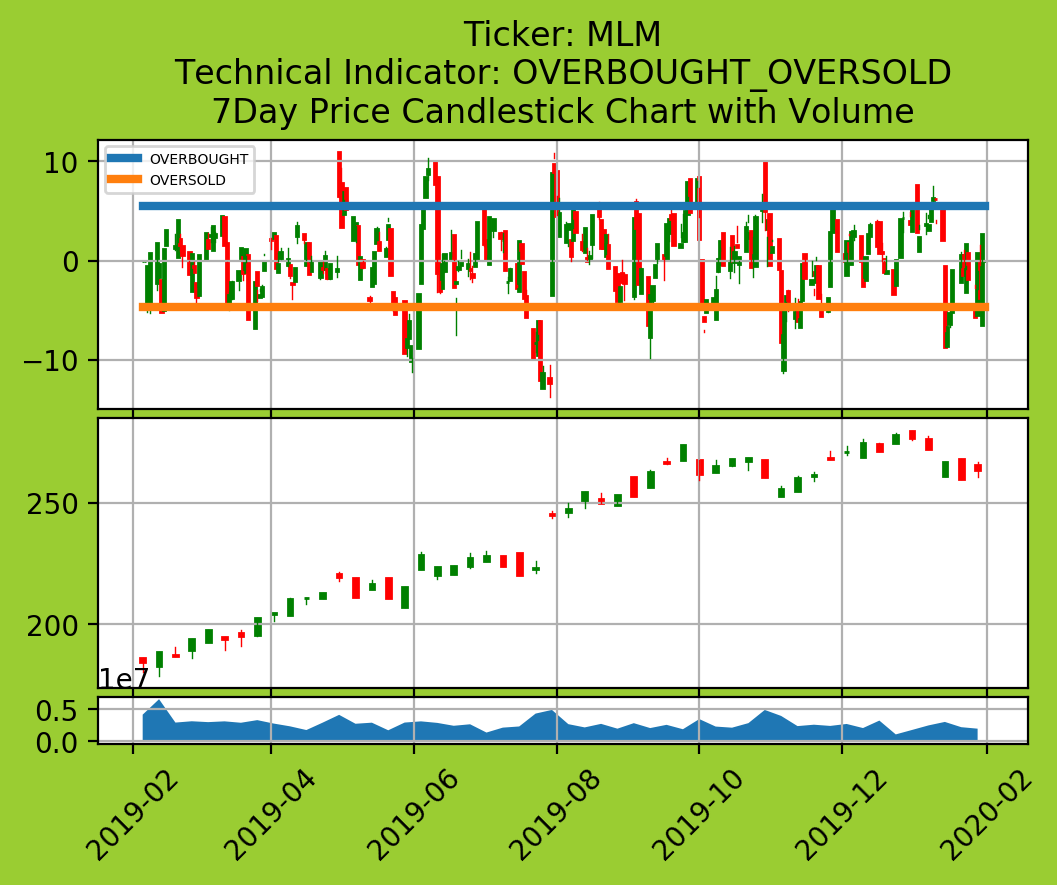 Ticker: MLM
Technical Indicator: OVERBOUGHT_OVERSOLD
7Day Price Candlestick Chart with Volume
OVERBOUGHT
OVERSOLD
10
0
−10
250
200
1e7
0.5
0.0
2019-02
2019-04
2019-06
2019-08
2019-10
2019-12
2020-02